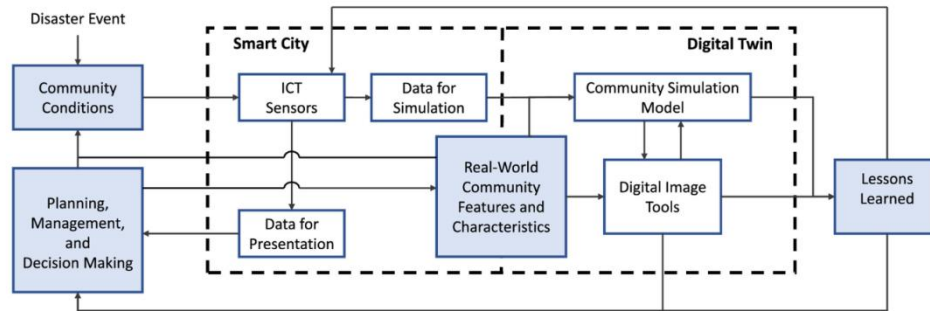 Disaster Event
Smart City
Digital Twin
Community
Conditions
ICT
Sensors
Data for
Simulation
Community Simulation
Model
Planning,
Management,
and
Decision Making
Data for
Presentation
Real-World
Community
Features and
Characteristics
Digital Image
Tools
Lessons
Learned